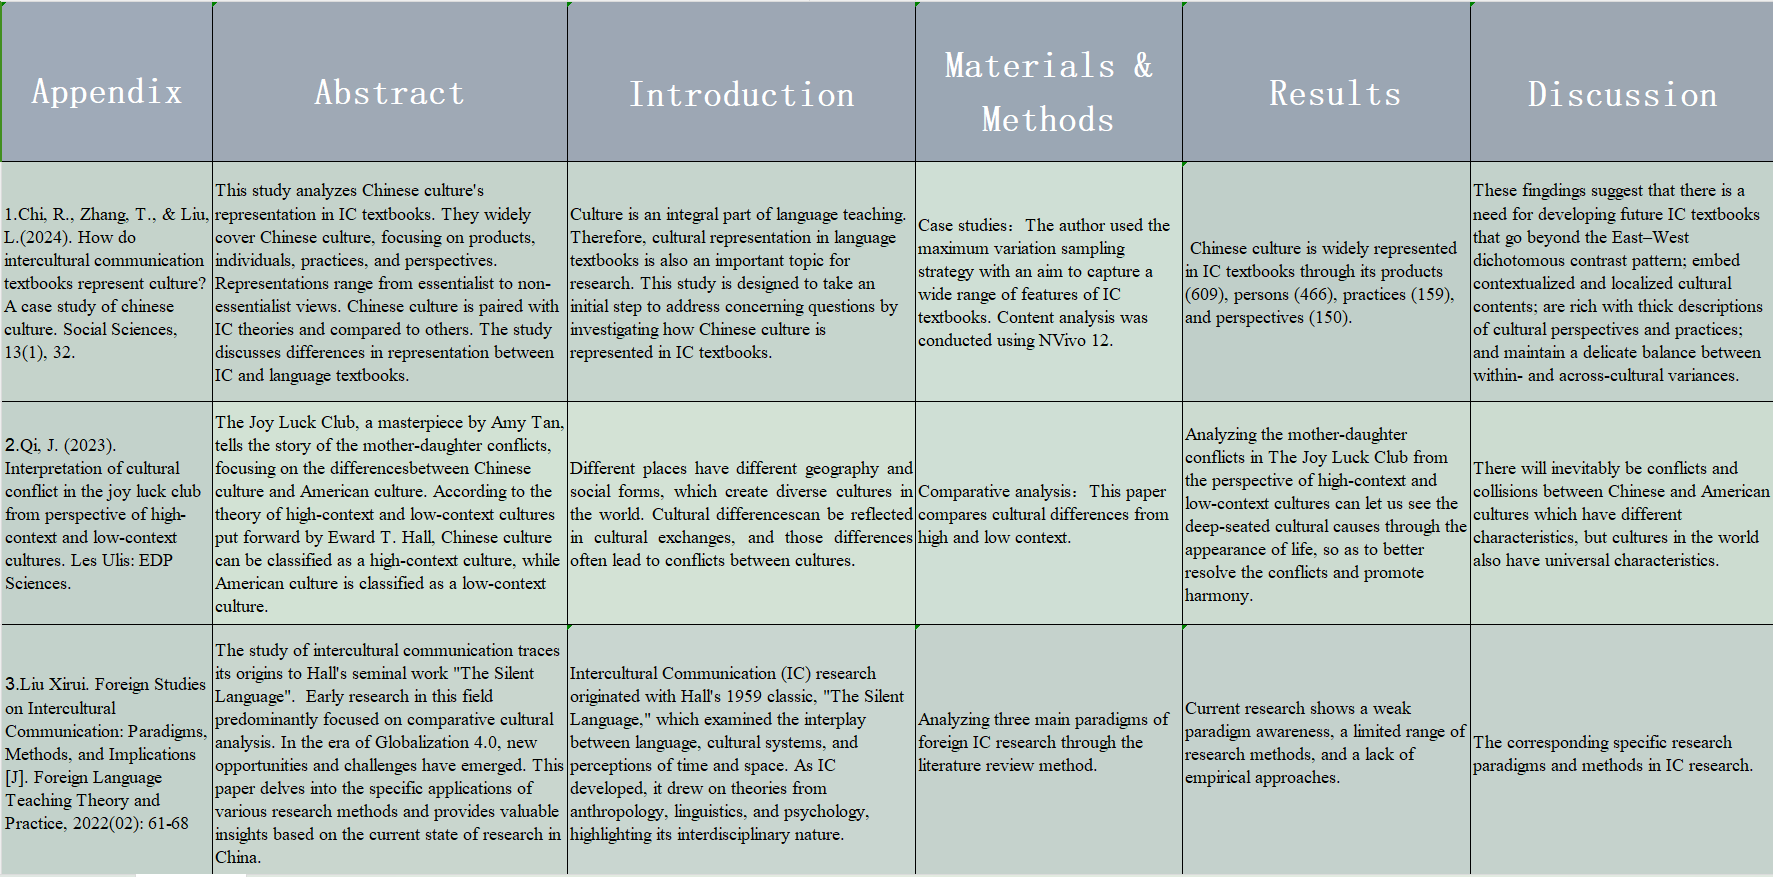 Appendix
Abstract
Introduction
Materials &
Methods
Results
Discussion
1.Chi, R., Zhang, T., & Liu,
L.(2024). How do
intercultural communication
textbooks represent culture?
A case study of chinese
culture. Social Sciences,
13(1), 32.
This study analyzes Chinese culture's
representation in IC textbooks. They widely
cover Chinese culture, focusing on products,
individuals, practices, and perspectives.
Representations range from essentialist to non-
essentialist views. Chinese culture is paired with
IC theories and compared to others. The study
discusses differences in representation between
IC and language textbooks.
Culture is an integral part of language teaching.
Therefore, cultural representation in language
textbooks is also an important topic for
research. This study is designed to take an
initial step to address concerning questions by
investigating how Chinese culture is
represented in IC textbooks.
Case studies：The author used the
maximum variation sampling
strategy with an aim to capture a
wide range of features of IC
textbooks. Content analysis was
conducted using NVivo 12.
Chinese culture is widely represented
in IC textbooks through its products
(609), persons (466), practices (159),
and perspectives (150).
These fingdings suggest that there is a
need for developing future IC textbooks
that go beyond the East–West
dichotomous contrast pattern; embed
contextualized and localized cultural
contents; are rich with thick descriptions
of cultural perspectives and practices;
and maintain a delicate balance between
within- and across-cultural variances.
2.Qi, J. (2023).
Interpretation of cultural
conflict in the joy luck club
from perspective of high-
context and low-context
cultures. Les Ulis: EDP
Sciences.
The Joy Luck Club, a masterpiece by Amy Tan,
tells the story of the mother-daughter conflicts,
focusing on the differencesbetween Chinese
culture and American culture. According to the
theory of high-context and low-context cultures
put forward by Eward T. Hall, Chinese culture
can be classified as a high-context culture, while
American culture is classified as a low-context
culture.
Different places have different geography and
social forms, which create diverse cultures in
the world. Cultural differencescan be reflected
in cultural exchanges, and those differences
often lead to conflicts between cultures.
Comparative analysis：This paper
compares cultural differences from
high and low context.
Analyzing the mother-daughter
conflicts in The Joy Luck Club from
the perspective of high-context and
low-context cultures can let us see the
deep-seated cultural causes through the
appearance of life, so as to better
resolve the conflicts and promote
harmony.
There will inevitably be conflicts and
collisions between Chinese and American
cultures which have different
characteristics, but cultures in the world
also have universal characteristics.
3.Liu Xirui. Foreign Studies
on Intercultural
Communication: Paradigms,
Methods, and Implications
[J]. Foreign Language
Teaching Theory and
Practice, 2022(02): 61-68
The study of intercultural communication traces
its origins to Hall's seminal work "The Silent
Language".  Early research in this field
predominantly focused on comparative cultural
analysis. In the era of Globalization 4.0, new
opportunities and challenges have emerged. This
paper delves into the specific applications of
various research methods and provides valuable
insights based on the current state of research in
China.
Intercultural Communication (IC) research
originated with Hall's 1959 classic, "The Silent
Language," which examined the interplay
between language, cultural systems, and
perceptions of time and space. As IC
developed, it drew on theories from
anthropology, linguistics, and psychology,
highlighting its interdisciplinary nature.
Analyzing three main paradigms of
foreign IC research through the
literature review method.
Current research shows a weak
paradigm awareness, a limited range of
research methods, and a lack of
empirical approaches.
The corresponding specific research
paradigms and methods in IC research.